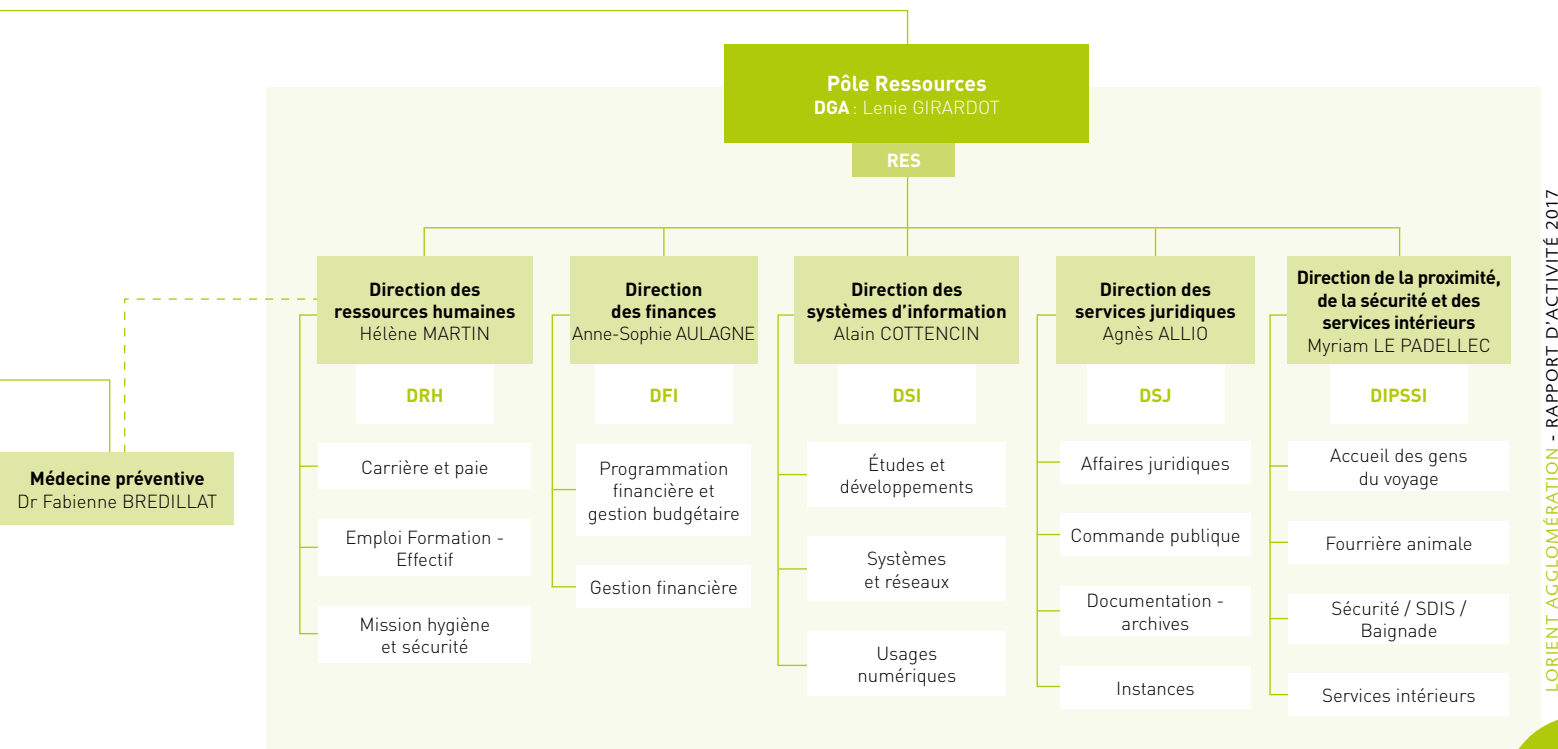 Pôle Ressources
DGA : Lenie GIRARDOT
RES
Direction des
ressources humaines
Hélène MARTIN
DRH
Carrière et paie
Emploi Formation -
Effectif
Mission hygiène
et sécurité
Direction
des finances
Anne-Sophie AULAGNE
DFI
Programmation
financière et
gestion budgétaire
Gestion financière
Direction des
systèmes d'information
Alain COTTENCIN
DSI
Études et
développements
Systèmes
et réseaux
Usages
numériques
Direction des
services juridiques
Agnès ALLIO
DSJ
Affaires juridiques
Commande publique
Documentation -
archives
Instances
Direction de la proximité,
de la sécurité et des
services intérieurs
Myriam LE PADELLEC
DIPSSI
Accueil des gens
du voyage
Fourrière animale
Sécurité / SDIS /
Baignade
Services intérieurs
Médecine préventive
Dr Fabienne BREDILLAT
LORIENT AGGLOMÉRATION - RAPPORT D'ACTIVITÉ 2017